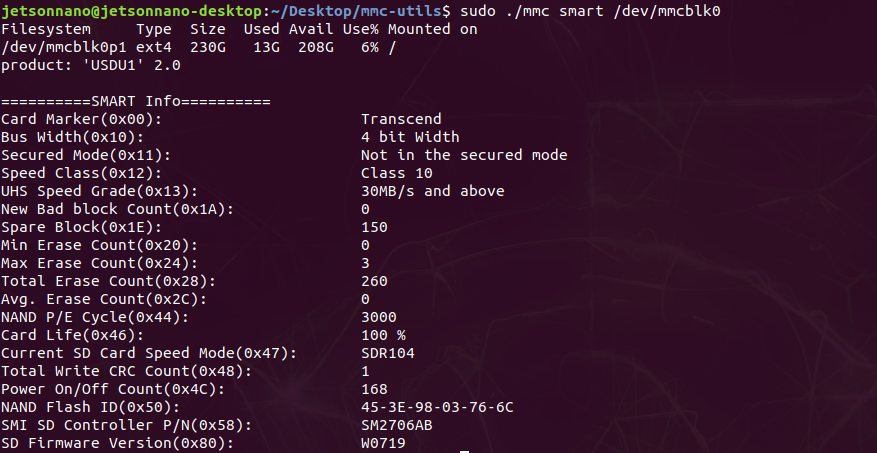 jetsonnano@jetsonnano-desktop:~/Desktop/mmc-utils$ sudo ./mmc smart /dev/mmcblk0
Filesystem     Type  Size  Used Avail Use% Mounted on
/dev/mmcblk0p1 ext4  230G   13G  208G   6% /
product: 'USDU1' 2.0

==========SMART Info==========
Card Marker(0x00):                      Transcend
Bus Width(0x10):                        4 bit Width
Secured Mode(0x11):                     Not in the secured mode
Speed Class(0x12):                      Class 10
UHS Speed Grade(0x13):                  30MB/s and above
New Bad block Count(0x1A):              0
Spare Block(0x1E):                      150
Min Erase Count(0x20):                  0
Max Erase Count(0x24):                  3
Total Erase Count(0x28):                260
Avg. Erase Count(0x2C):                 0
NAND P/E Cycle(0x44):                   3000
Card Life(0x46):                        100 %
Current SD Card Speed Mode(0x47):       SDR104
Total Write CRC Count(0x48):            1
Power On/Off Count(0x4C):               168
NAND Flash ID(0x50):                    45-3E-98-03-76-6C
SMI SD Controller P/N(0x58):            SM2706AB
SD Firmware Version(0x80):              W0719